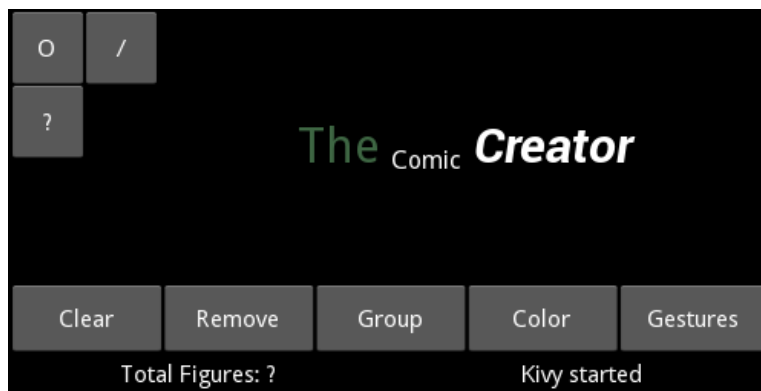 O /
?
The Comic Creator
Clear Remove Group Color Gestures
Total Figures: ? Kivy started